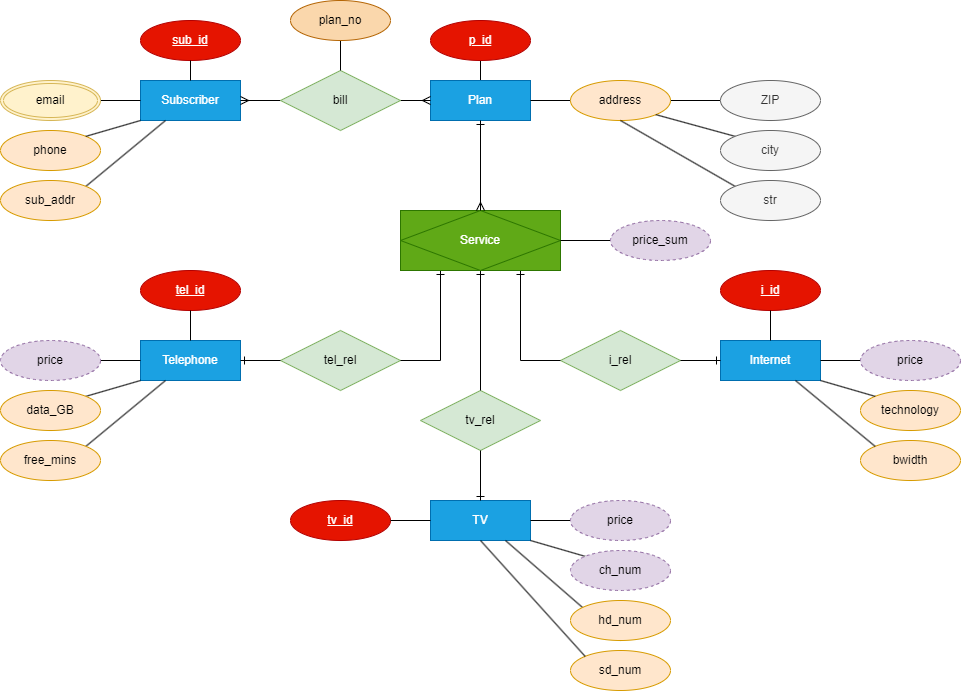 plan_no
sub_id
p_id
email
Subscriber
bill
Plan
address
ZIP
phone
city
sub_addr
str
Service
price_sum
tel_id
i_id
price
Telephone
tel_rel
i_rel
Internet
price
data_GB
technology
tv_rel
free_mins
bwidth
tv_id
TV
price
ch_num
hd_num
sd_num